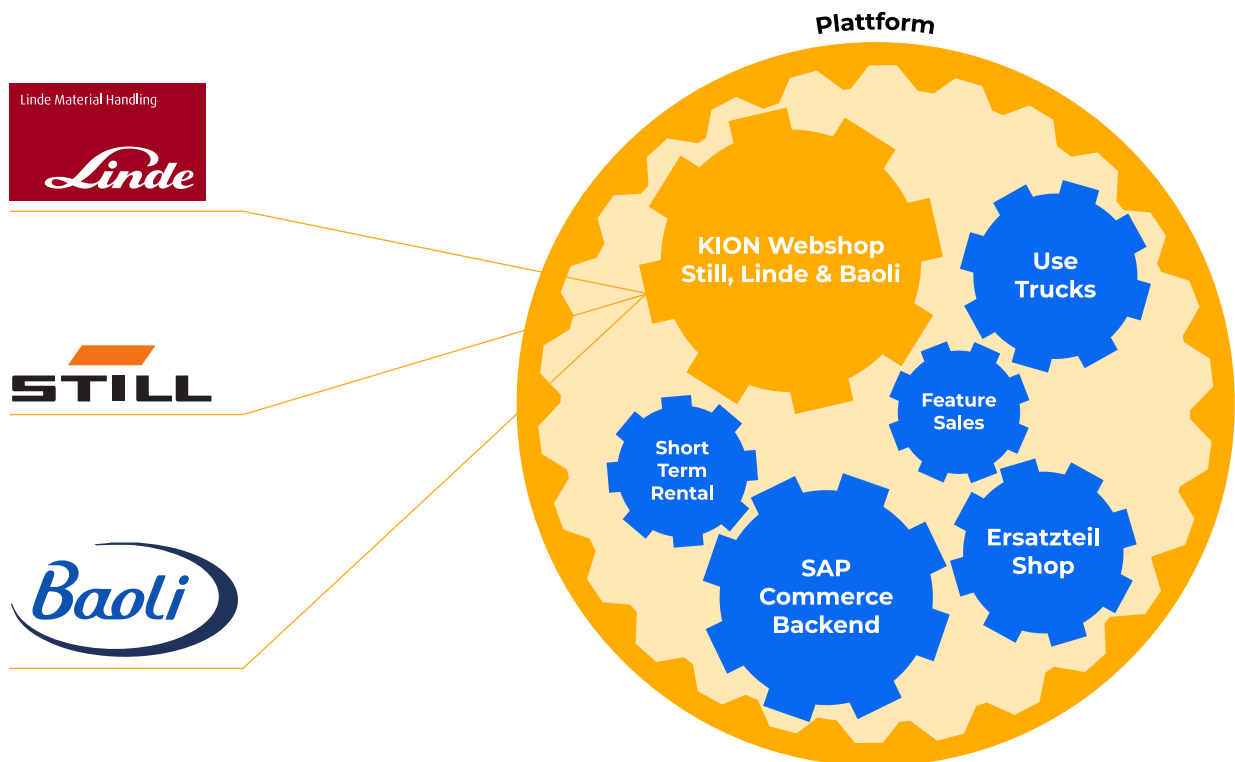 Plattform
Linde Material Handling
Linde
STILL
Baoli
KION Webshop
Still, Linde & Baoli
Use
Trucks
Feature
Sales
Short
Term
Rental
Ersatzteil
Shop
SAP
Commerce
Backend